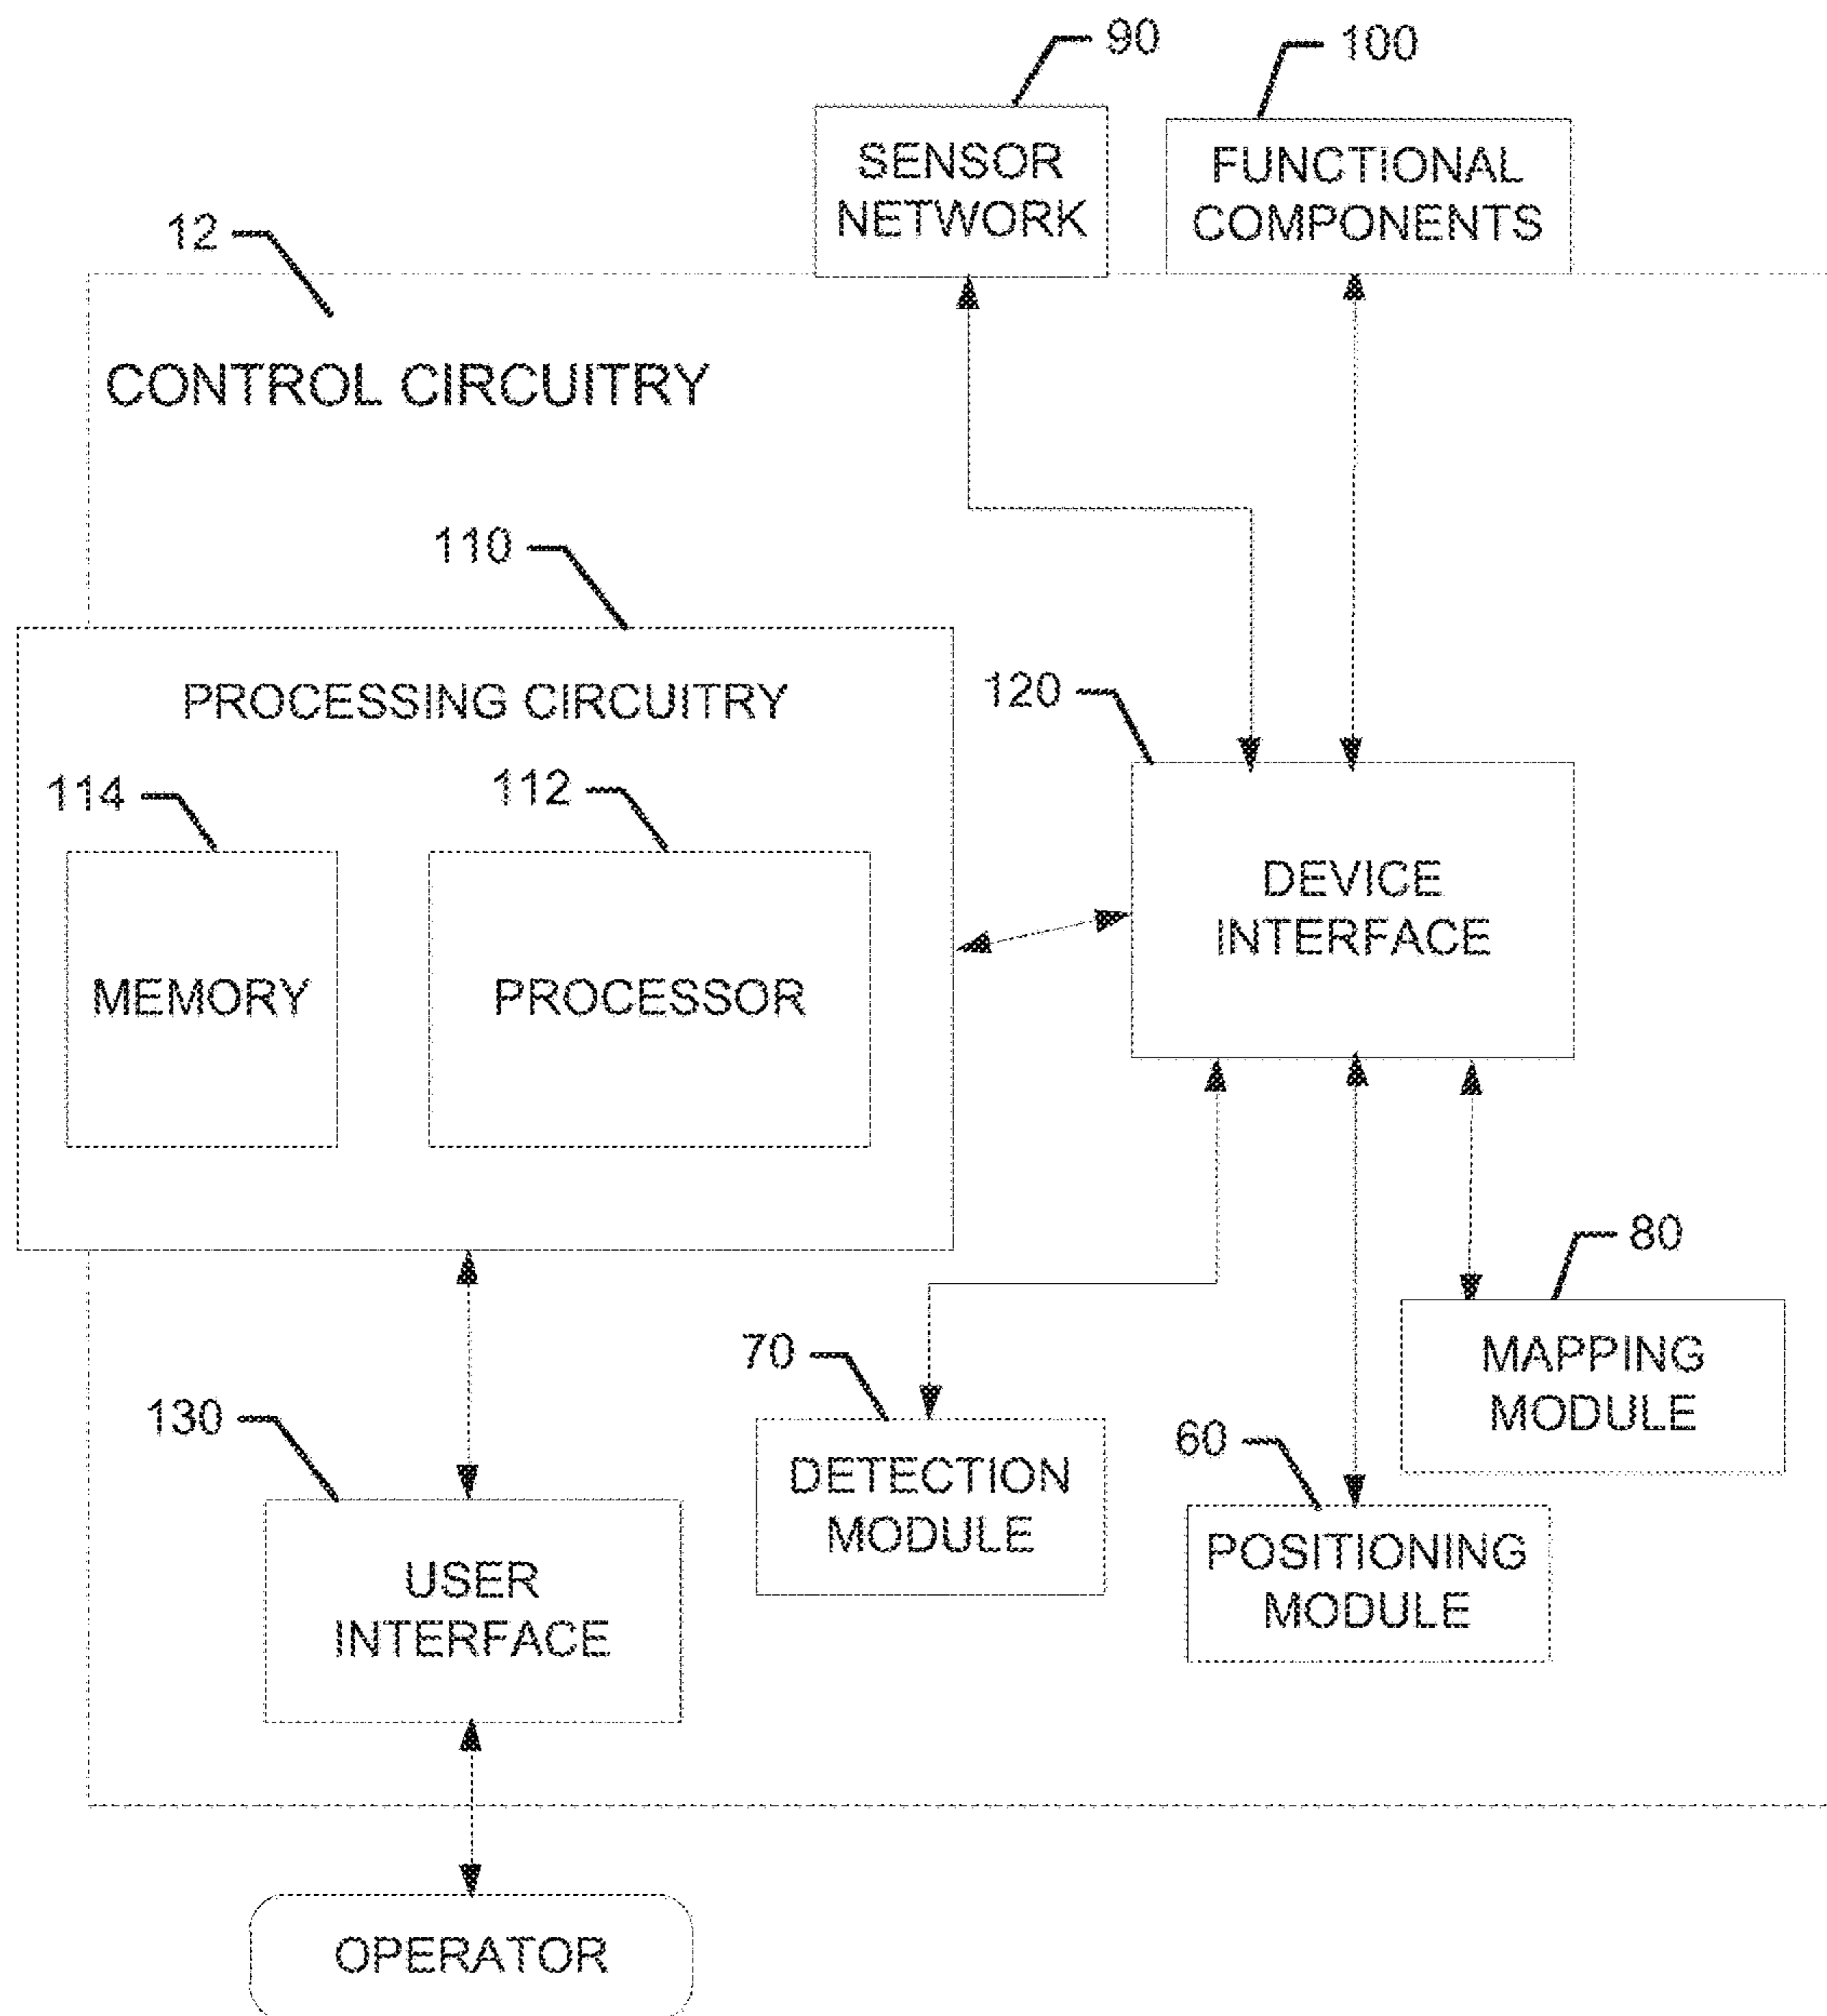 90
100
SENSOR
NETWORK
FUNCTIONAL
COMPONENTS
12
CONTROL CIRCUITRY
110
PROCESSING CIRCUITRY
120
114
112
MEMORY
PROCESSOR
DEVICE
INTERFACE
80
MAPPING
MODULE
70
DETECTION
MODULE
60
POSITIONING
MODULE
130
USER
INTERFACE
OPERATOR